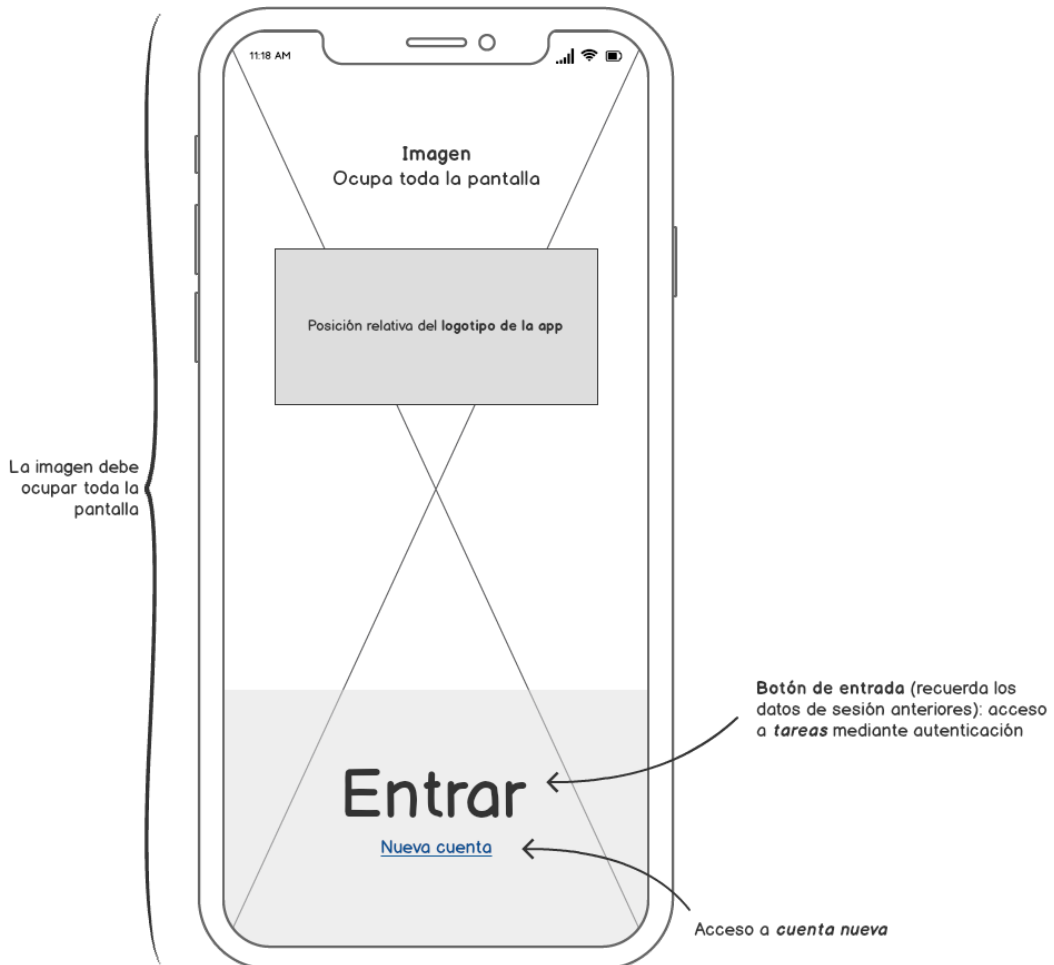 11:18 AM
Imagen
Ocupa toda la pantalla
Posición relativa del logotipo de la app
La imagen debe
ocupar toda la
pantalla
Botón de entrada (recuerda los
datos de sesión anteriores): acceso
a tareas mediante autenticación
Entrar
Nueva cuenta
Acceso a cuenta nueva